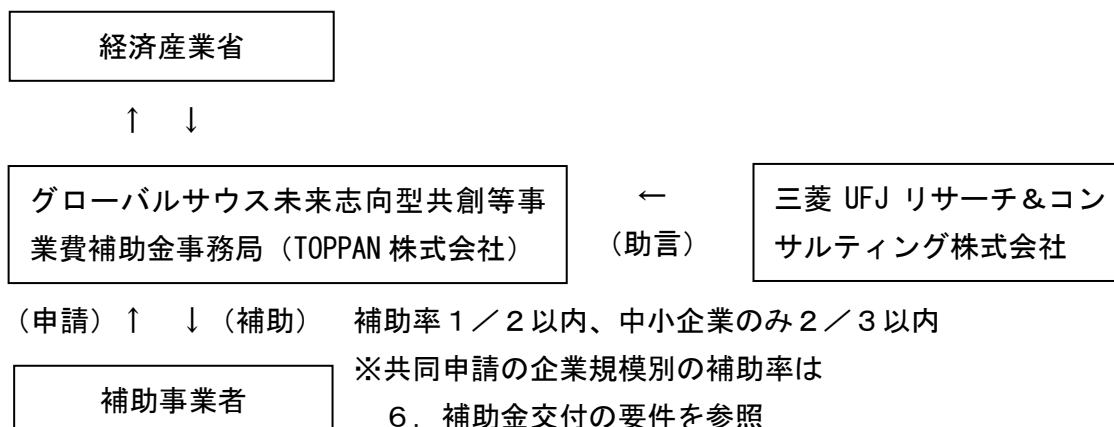 経済産業省
↑ ↓
グローバルサウス未来志向型共創等事
業費補助金事務局（TOPPAN 株式会社）
←
（助言）
三菱 UFJ リサーチ＆コン
サルティング株式会社
（申請）↑ ↓（補助） 補助率１／２以内、中小企業のみ２／３以内
※共同申請の企業規模別の補助率は
補助事業者
６．補助金交付の要件を参照